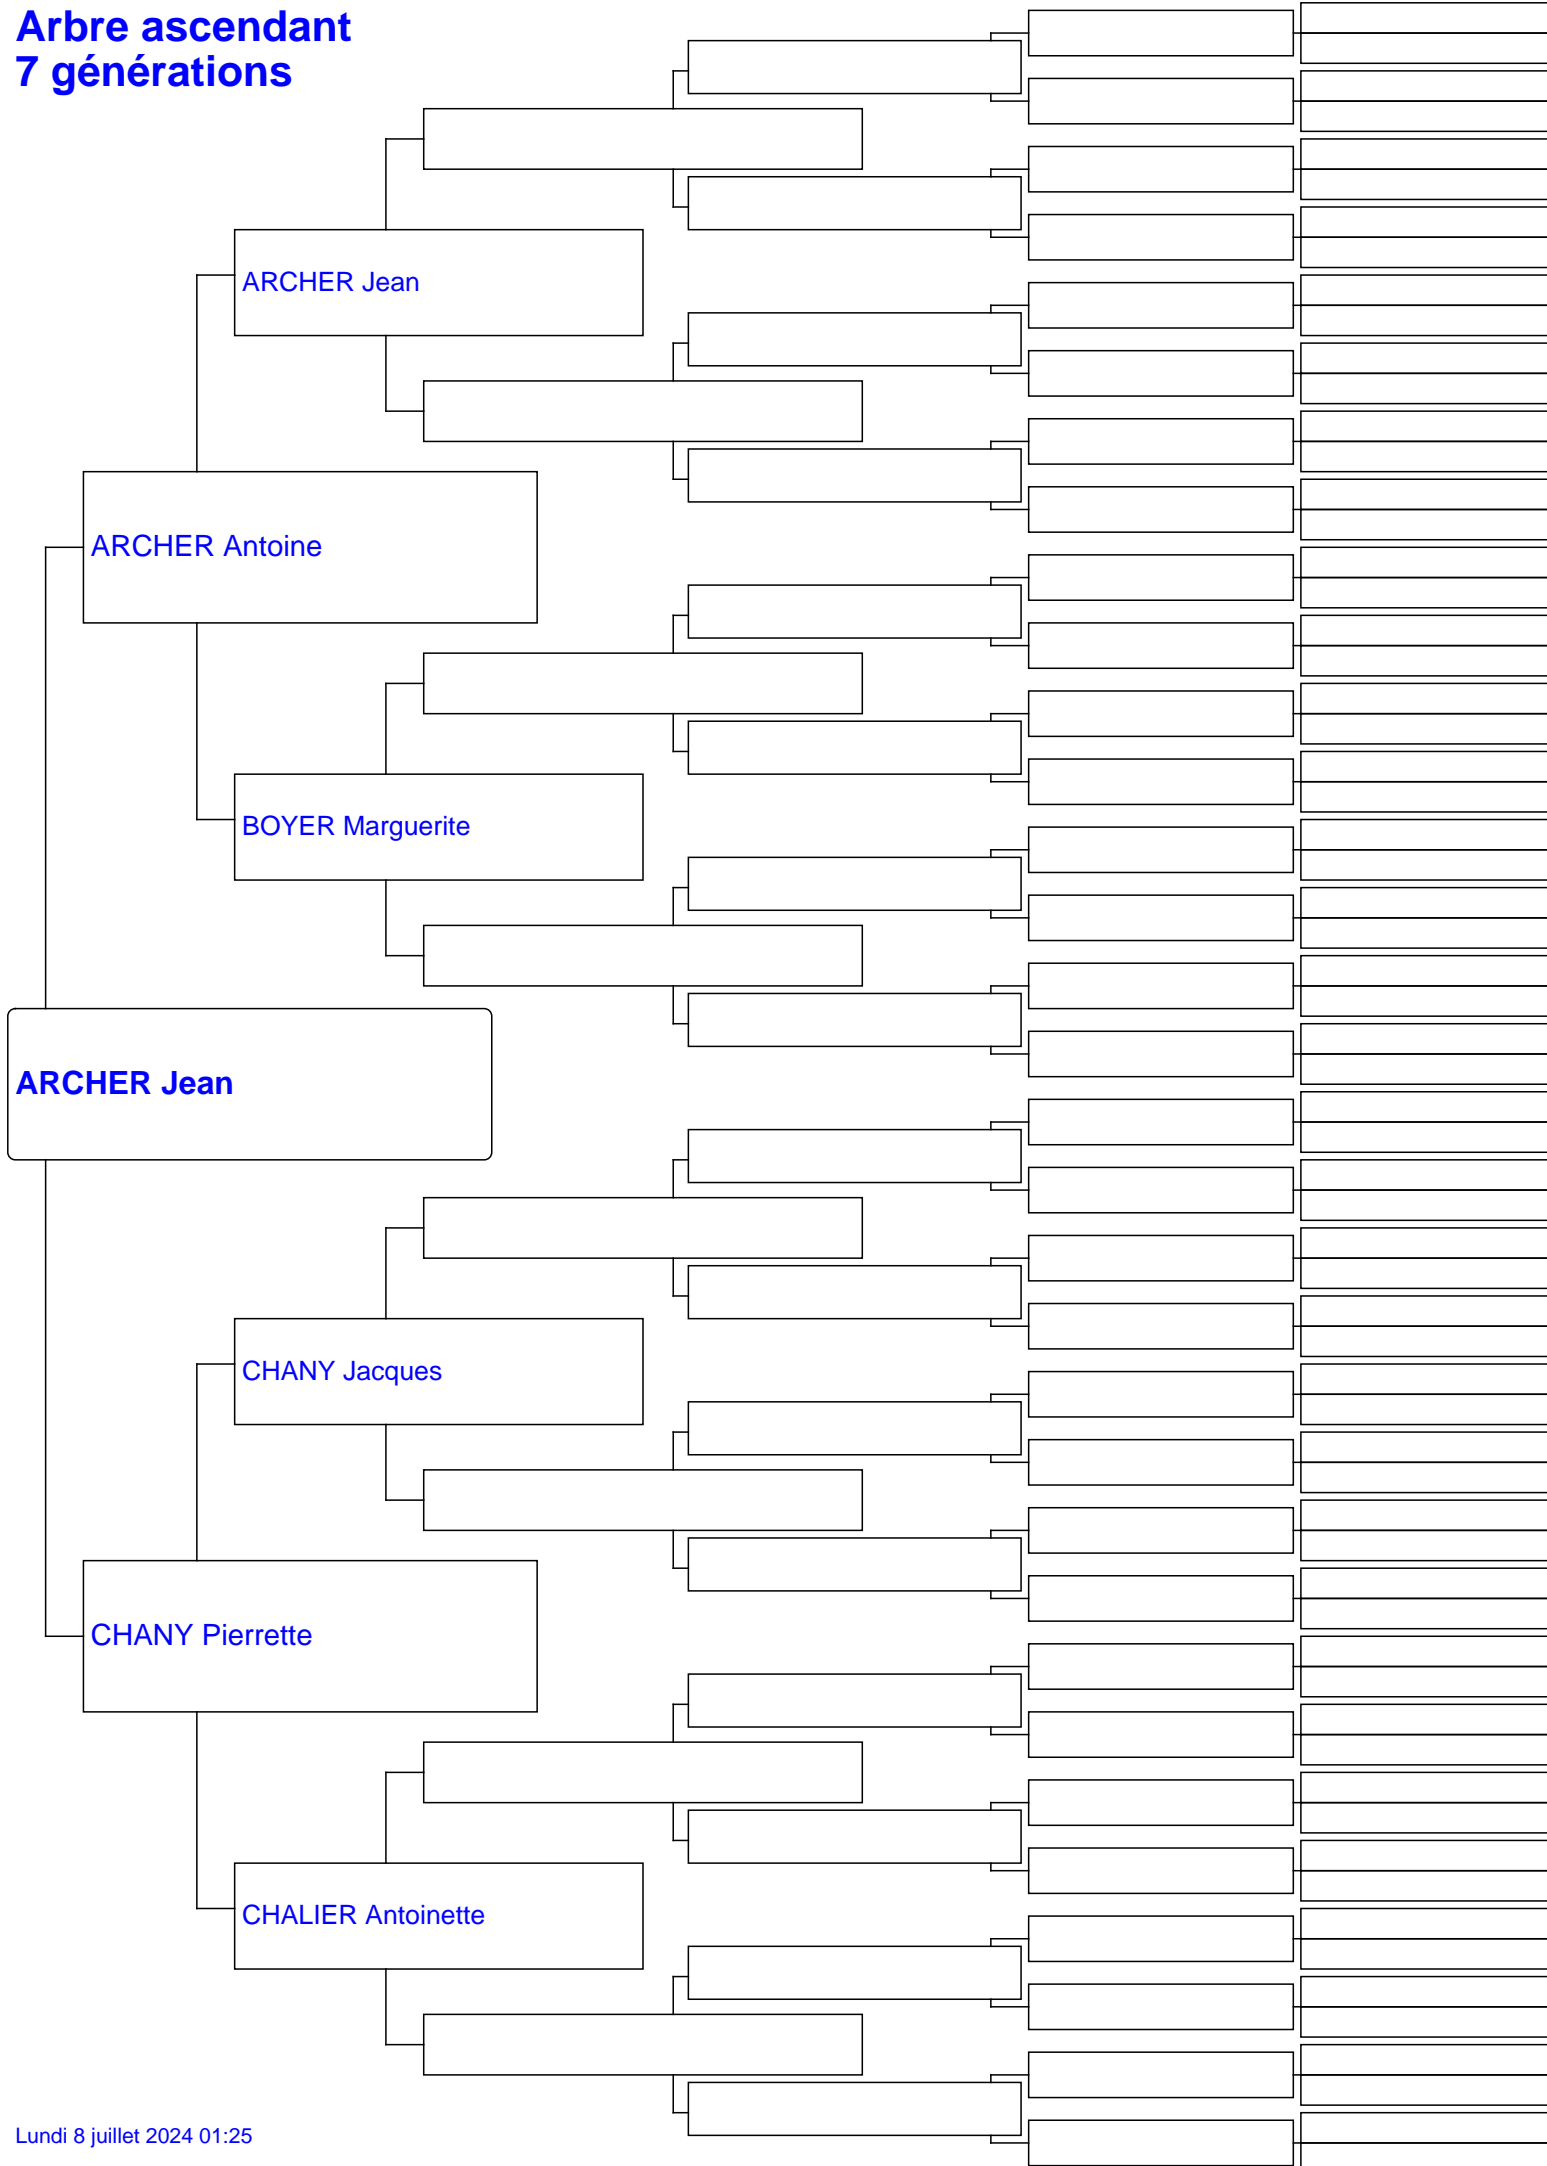 Arbre ascendant
7 générations
ARCHER Jean
ARCHER Antoine
BOYER Marguerite
ARCHER Jean
CHANY Jacques
CHANY Pierrette
CHALIER Antoinette
Lundi 8 juillet 2024 01:25